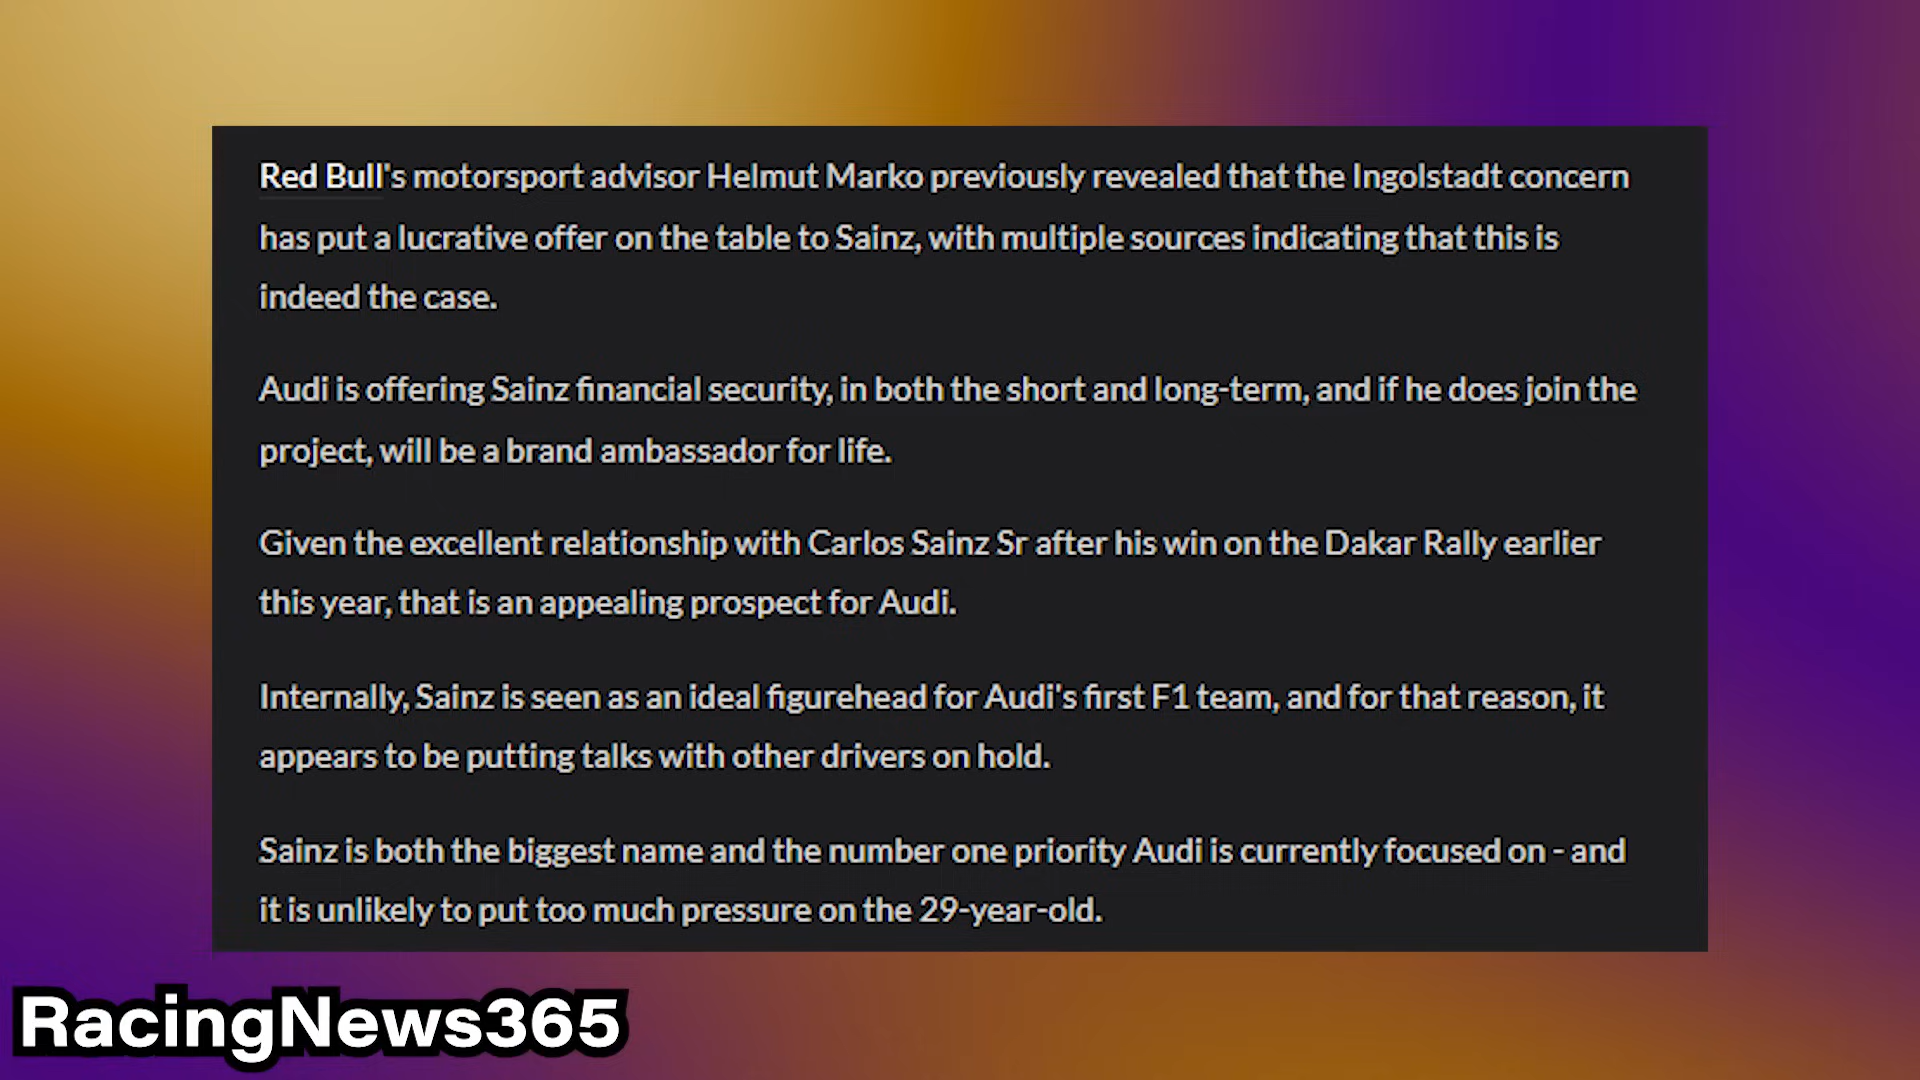 Red Bull's motorsport advisor Helmut Marko previously revealed that the Ingolstadt concern
has put a lucrative offer on the table to Sainz, with multiple sources indicating that this is
indeed the case.
Audi is offering Sainz financial security, in both the short and long-term, and if he does join the
project, will be a brand ambassador for life.
Given the excellent relationship with Carlos Sainz Sr after his win on the Dakar Rally earlier
this year, that is an appealing prospect for Audi.
Internally, Sainz is seen as an ideal figurehead for Audi's first F1 team, and for that reason, it
appears to be putting talks with other drivers on hold.
Sainz is both the biggest name and the number one priority Audi is currently focused on - and
it is unlikely to put too much pressure on the 29-year-old.
RacingNews365